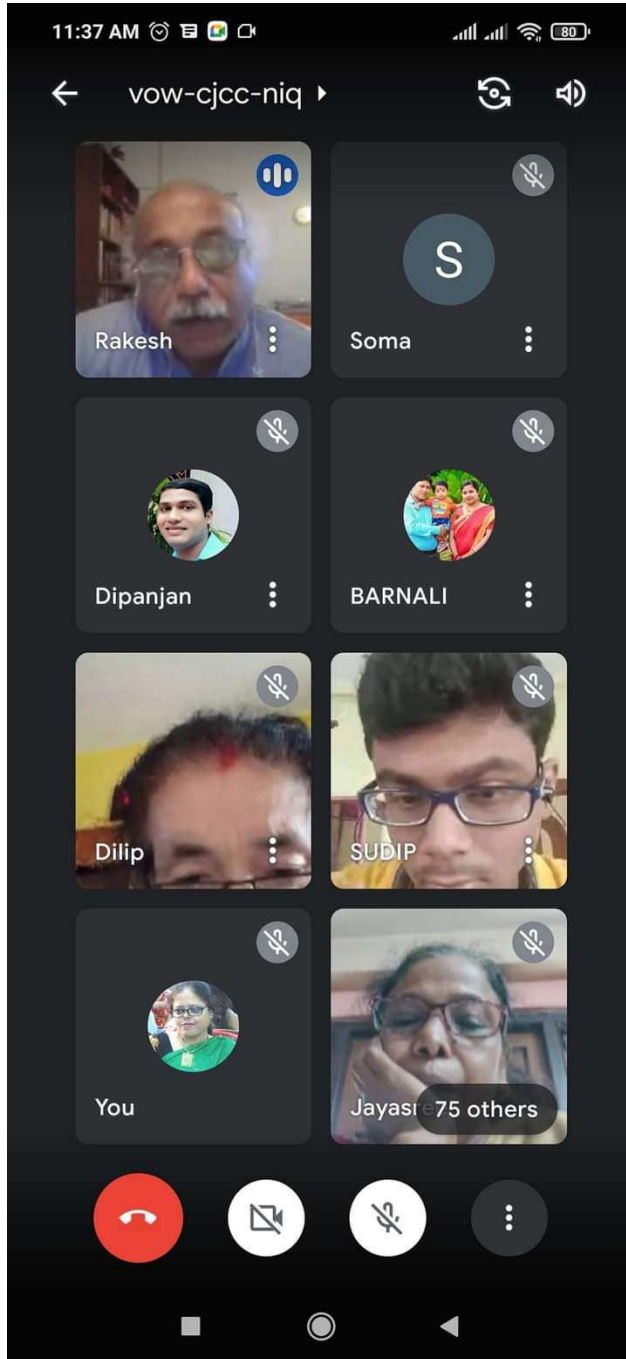 11:37 AM 80
vow-cjcc-niq
S
Rakesh Soma
Dipanjan BARNALI
Dilip SUDIP
You 75 others